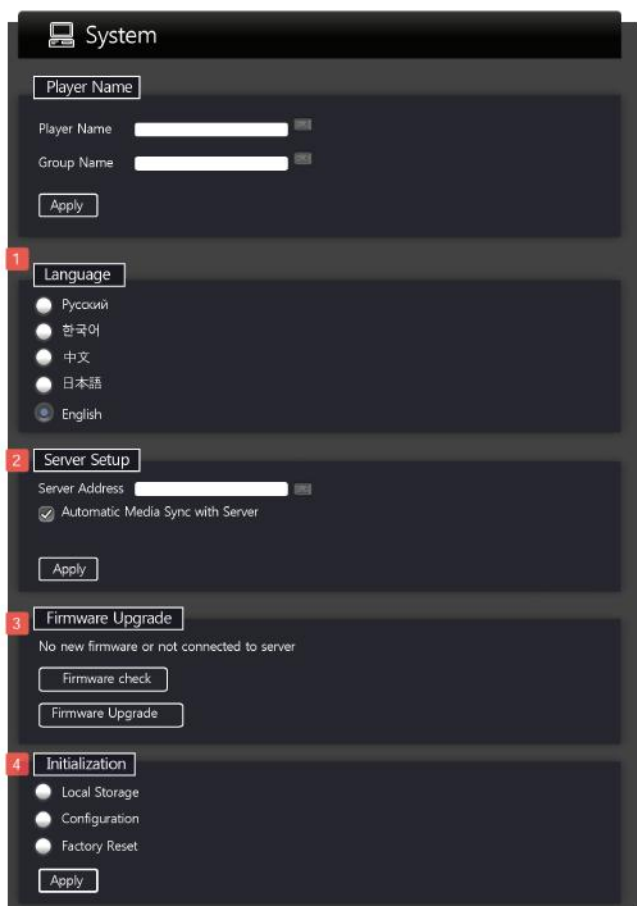 System
Player Name
Player Name
Group Name
Apply
1
Language
Русский
한국어
中文
日本語
English
2 Server Setup
Server Address
Automatic Media Sync with Server
Apply
3 Firmware Upgrade
No new firmware or not connected to server
Firmware check
Firmware Upgrade
4 Initialization
Local Storage
Configuration
Factory Reset
Apply